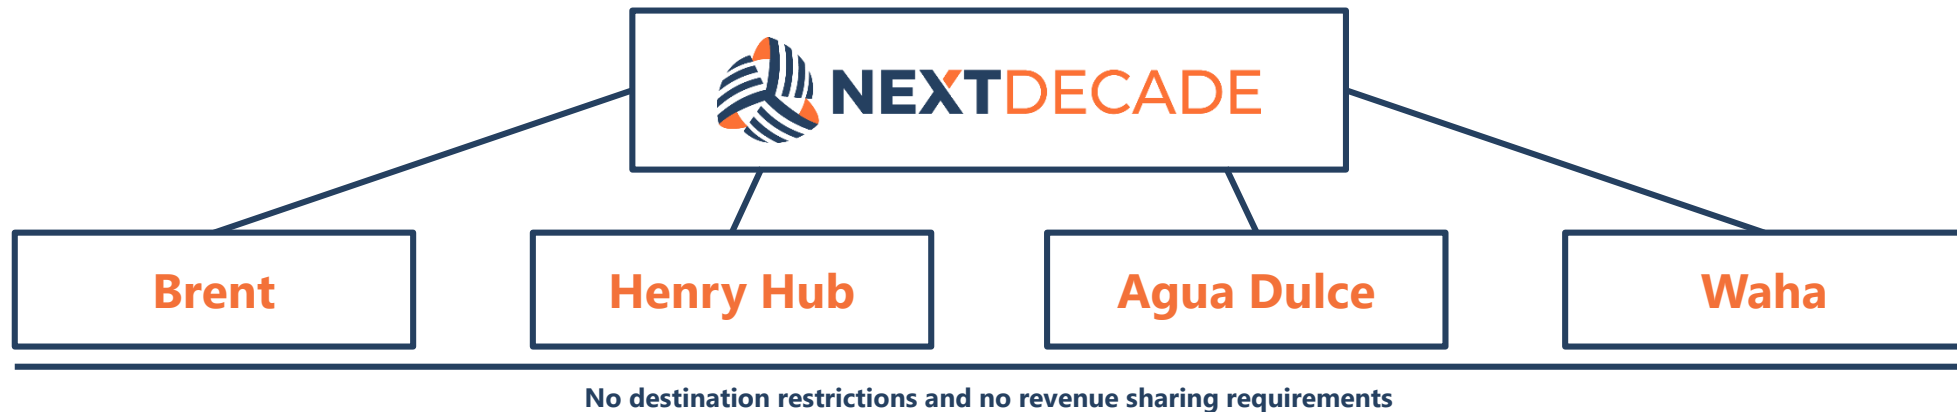 NEXTDECADE
Brent
Henry Hub
Agua Dulce
Waha
No destination restrictions and no revenue sharing requirements